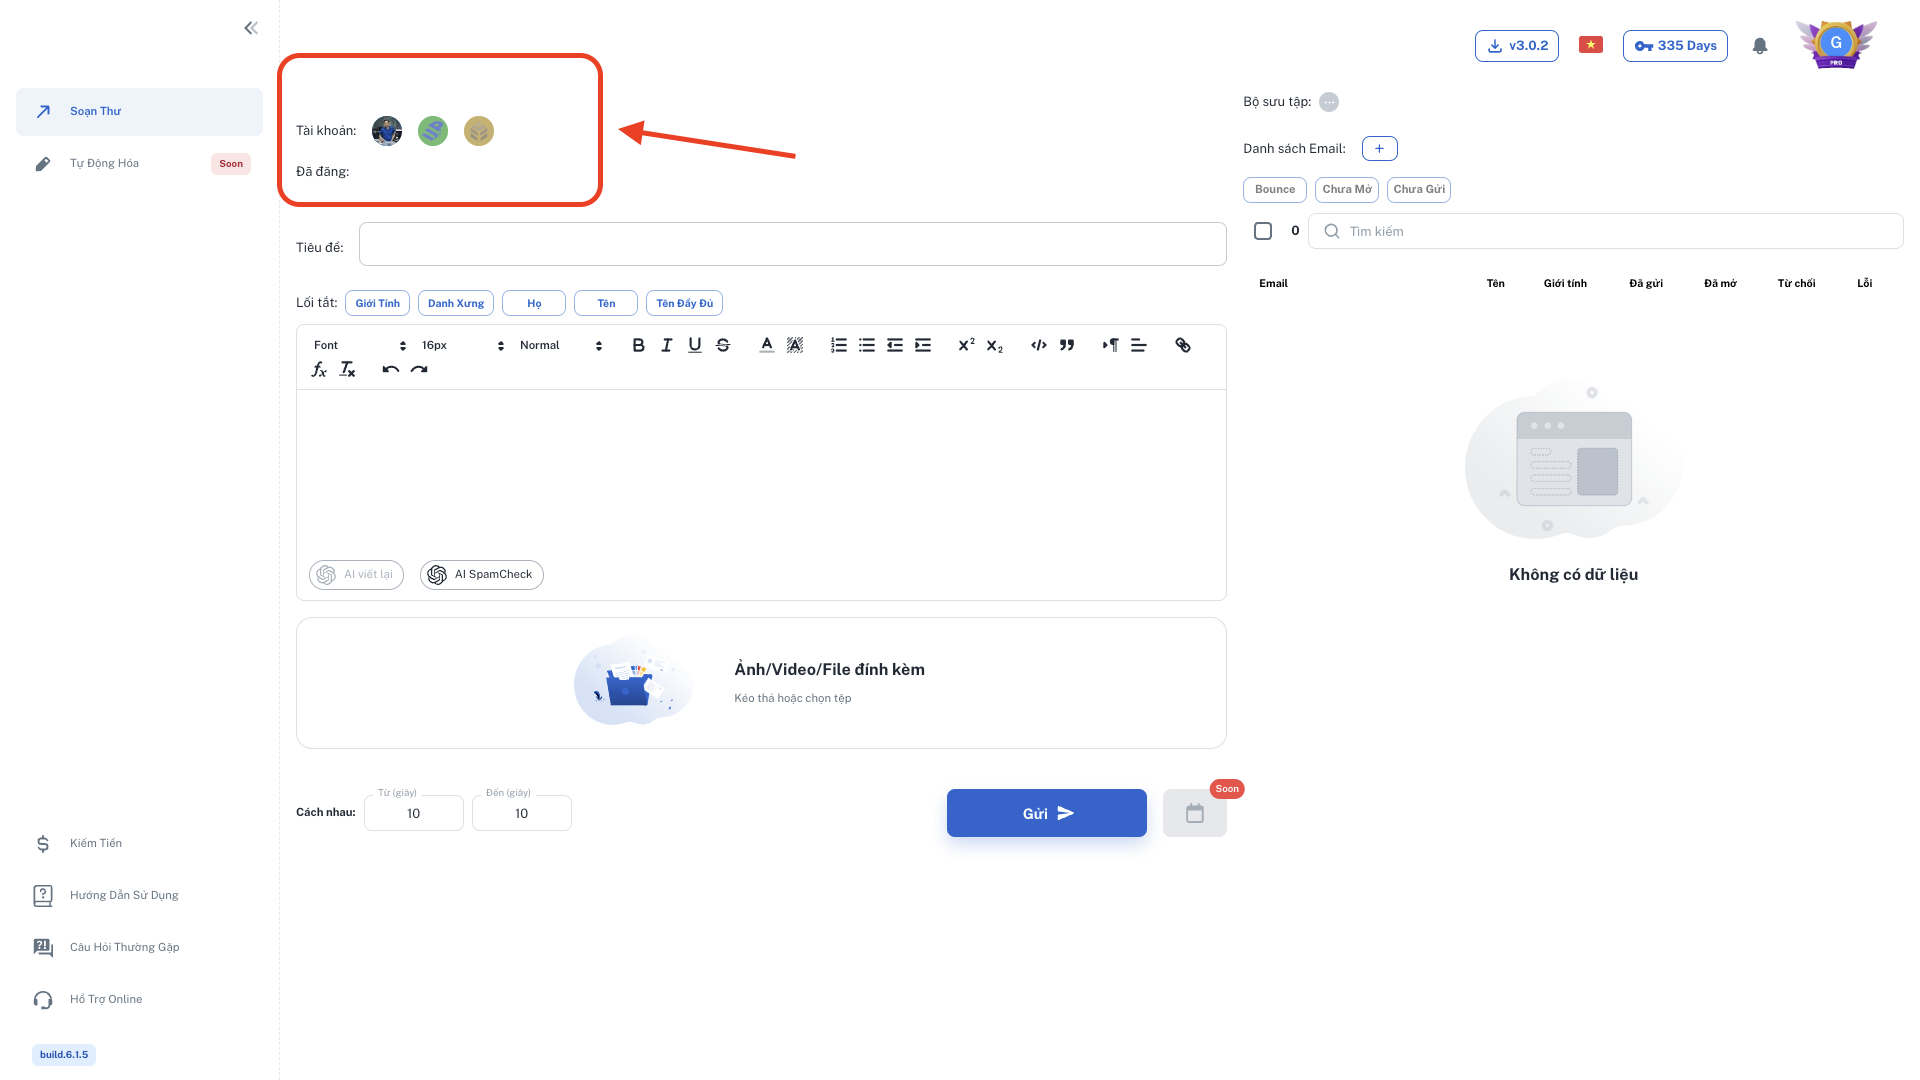 v3.0.2
335 Days
G
PRO
Soạn Thư
Tự Động Hóa
Soon
Tài khoản:
Đã đăng:
Bộ sưu tập:
Danh sách Email:
+
Bounce
Chưa Mở
Chưa Gửi
0
Tìm kiếm
Tiêu đề:
Email
Tên
Giới tính
Đã gửi
Đã mở
Từ chối
Lỗi
Lối tắt:
Giới Tính
Danh Xưng
Họ
Tên
Tên Đầy Đủ
Font
16px
Normal
AI viết lại
AI SpamCheck
Không có dữ liệu
Ảnh/Video/File đính kèm
Kéo thả hoặc chọn tệp
Cách nhau:
Từ (giây)
10
Đến (giây)
10
Gửi
Soon
Kiếm Tiền
Hướng Dẫn Sử Dụng
Câu Hỏi Thường Gặp
Hỗ Trợ Online
build.6.1.5